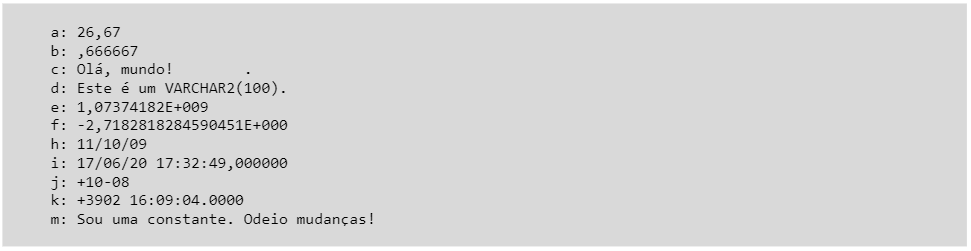 a: 26,67
b: ,666667
c: Olá, mundo!        .
d: Este é um VARCHAR2(100).
e: 1,07374182E+009
f: -2,7182818284590451E+000
h: 11/10/09
i: 17/06/20 17:32:49,000000
j: +10-08
k: +3902 16:09:04.0000
m: Sou uma constante. Odeio mudanças!